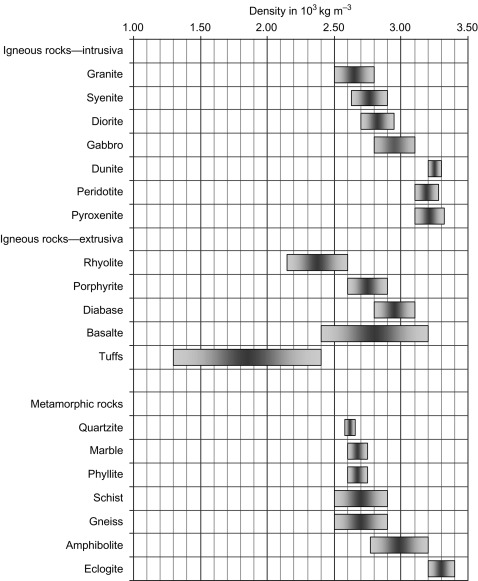 Density in 10³ kg m⁻³
1.00 1.50 2.00 2.50 3.00 3.50
Igneous rocks—intrusiva
Granite
Syenite
Diorite
Gabbro
Dunite
Peridotite
Pyroxenite
Igneous rocks—extrusiva
Rhyolite
Porphyrite
Diabase
Basalte
Tuffs
Metamorphic rocks
Quartzite
Marble
Phyllite
Schist
Gneiss
Amphibolite
Eclogite